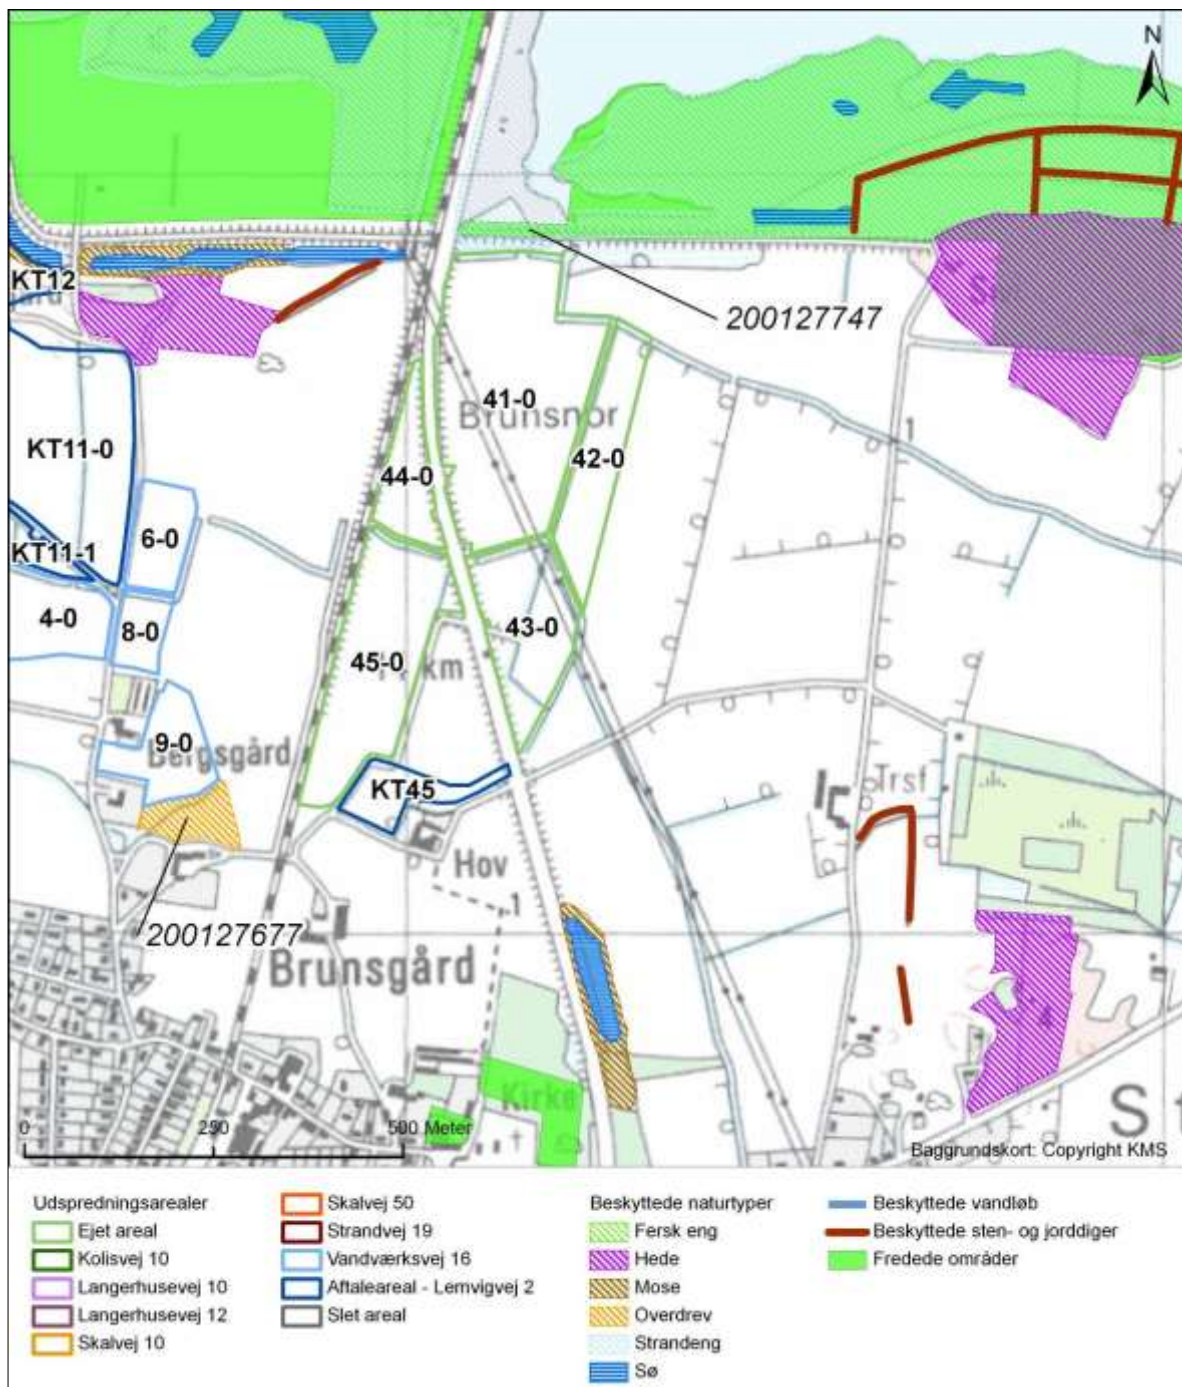 N
KT12
200127747
41-0
Brunsnor
KT11-0
44-0
42-0
1
6-0
KT11-1
4-0
8-0
43-0
45-0
km
9-0
Bergsgård
KT45
Trsf
Hov
1
200127677
Brunsgård
Kirke
S t
0 250 500 Meter
Baggrundskort: Copyright KMS
Udspredningsarealer
Ejet areal
Kolisvej 10
Langerhusevej 10
Langerhusevej 12
Skalvej 10
Skalvej 50
Strandvej 19
Vandværksvej 16
Aftaleareal - Lemvigvej 2
Slet areal
Beskyttede naturtyper
Fersk eng
Hede
Mose
Overdrev
Strandeng
Sø
Beskyttede vandløb
Beskyttede sten- og jorddiger
Fredede områder